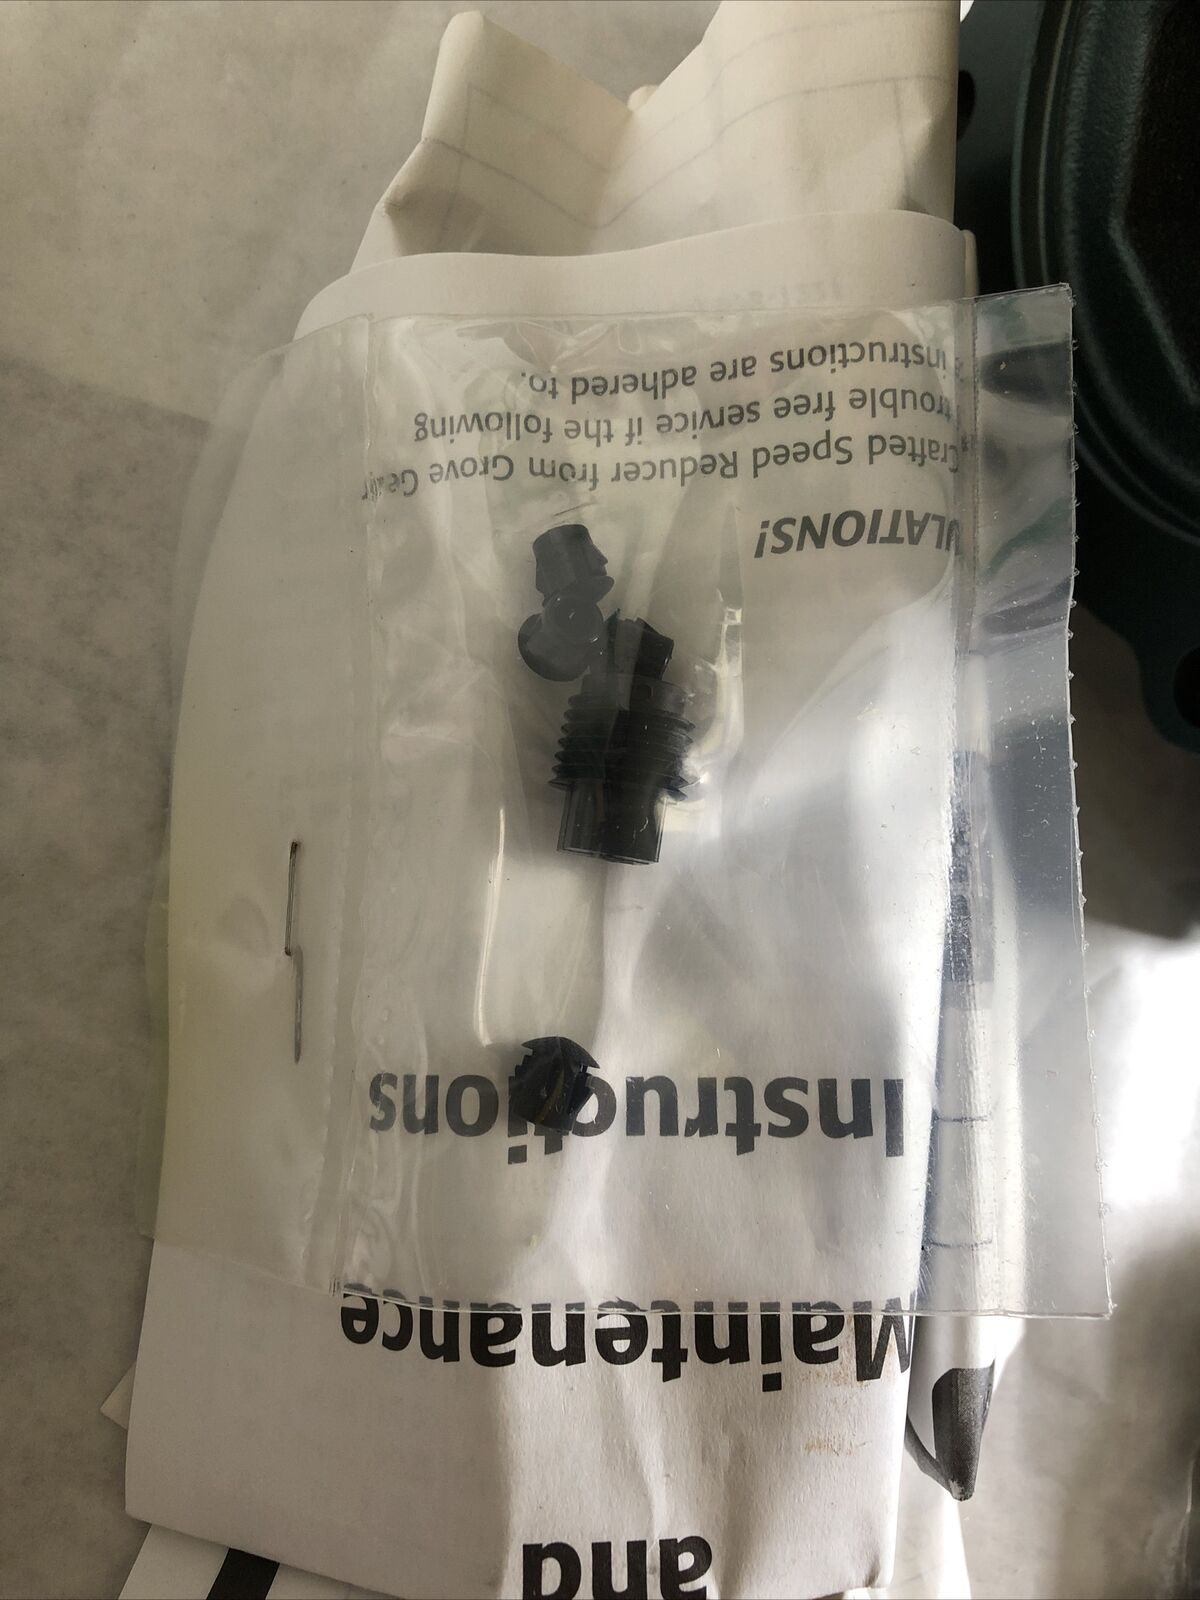 and
Maintenance
Instructions
ULATIONS!
Crafted Speed Reducer from Grove Gear
trouble free service if the following
instructions are adhered to.